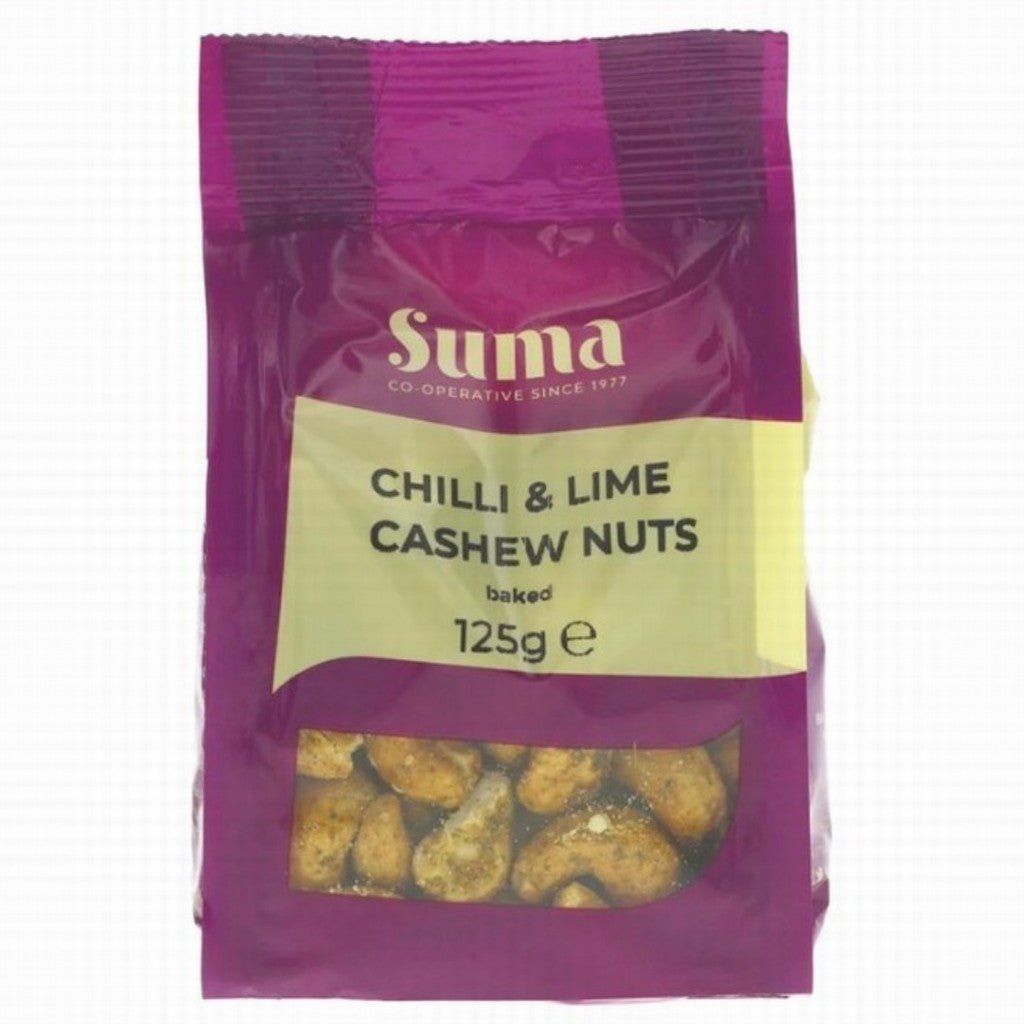 Suma
CO-OPERATIVE SINCE 1977
CHILLI & LIME
CASHEW NUTS
baked
125g ℮